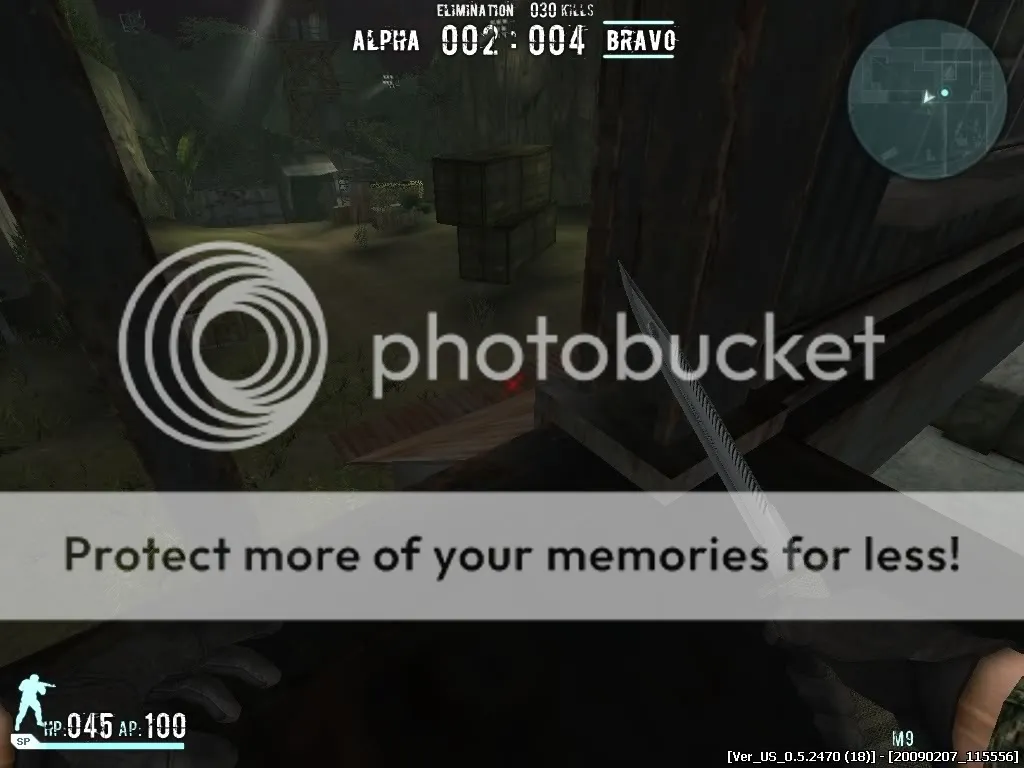 ELIMINATION 030 KILLS
ALPHA 002 : 004 BRAVO
photobucket
Protect more of your memories for less!
HP:045 AP:100
SP
M9
[Ver_US_0.5.2470 (18)] - [20090207_115556]